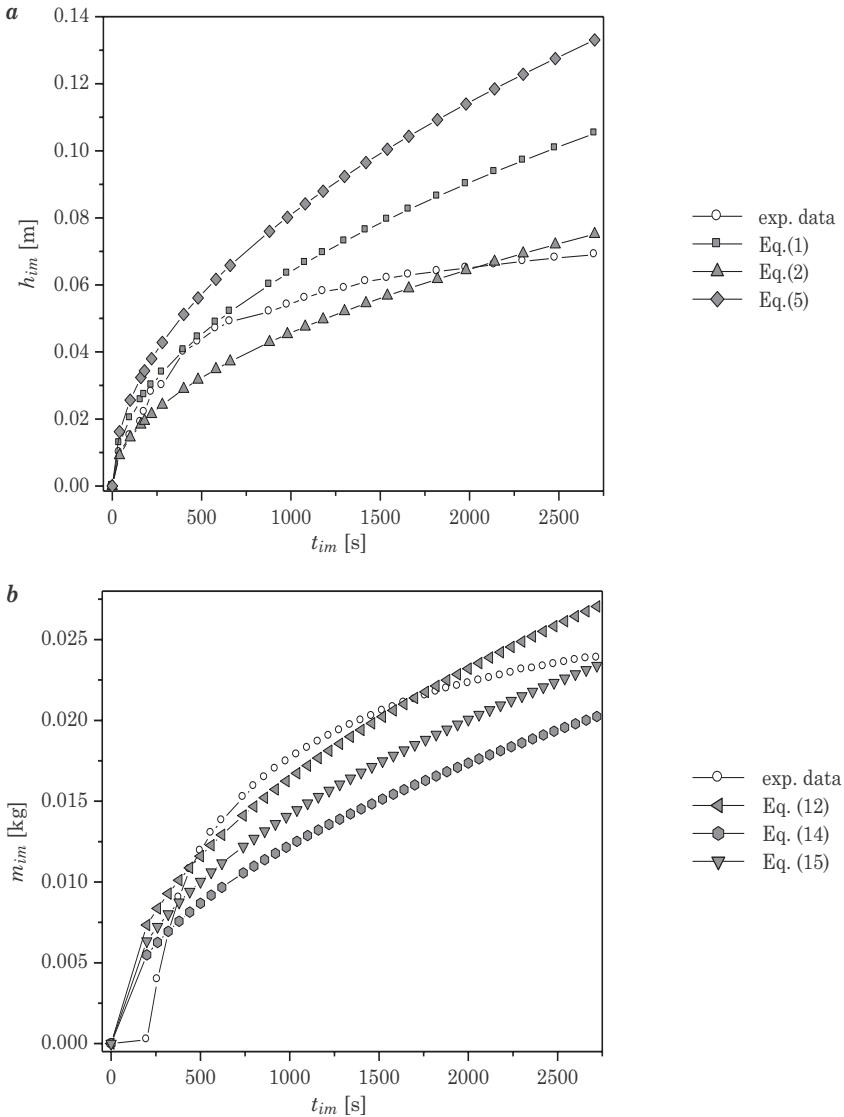 a
0.14
0.12
0.10
0.08
0.06
0.04
0.02
0.00
h_im [m]
0 500 1000 1500 2000 2500
t_im [s]
exp. data
Eq.(1)
Eq.(2)
Eq.(5)
b
0.025
0.020
0.015
0.010
0.005
0.000
m_im [kg]
0 500 1000 1500 2000 2500
t_im [s]
exp. data
Eq. (12)
Eq. (14)
Eq. (15)